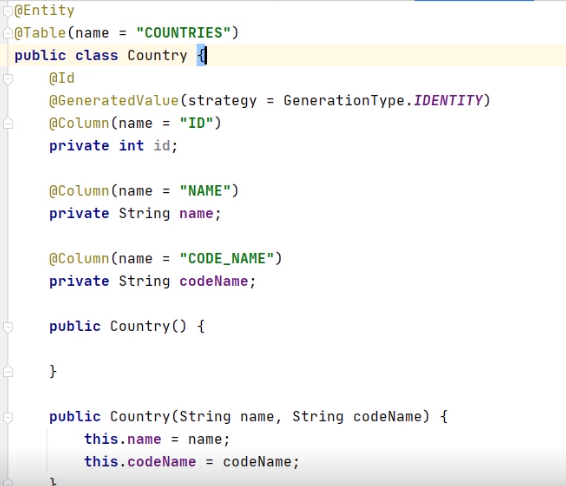 @Entity
@Table(name = "COUNTRIES")
public class Country {
@Id
@GeneratedValue(strategy = GenerationType.IDENTITY)
@Column(name = "ID")
private int id;
@Column(name = "NAME")
private String name;
@Column(name = "CODE_NAME")
private String codeName;
public Country() {
}
public Country(String name, String codeName) {
this.name = name;
this.codeName = codeName;
}